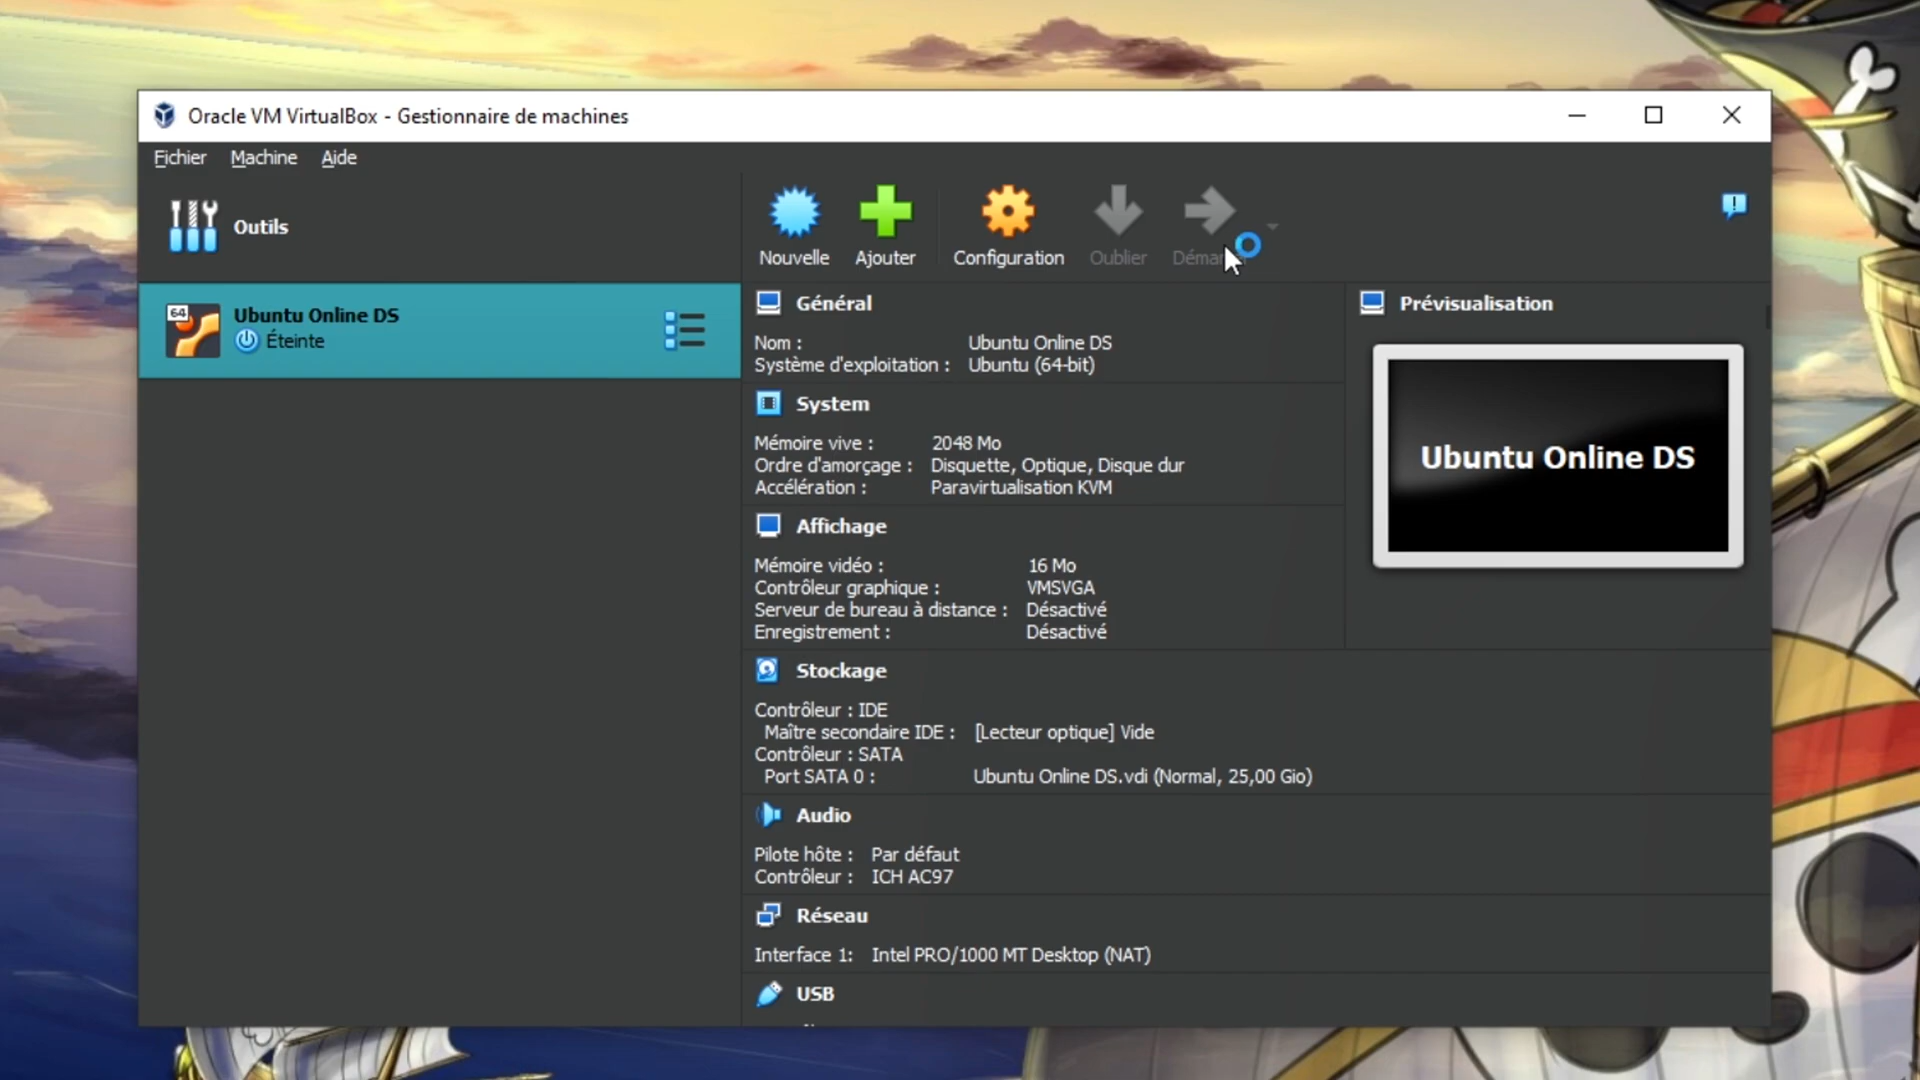 Oracle VM VirtualBox - Gestionnaire de machines
Fichier Machine Aide
Outils
Nouvelle Ajouter Configuration Oublier
Ubuntu Online DS
64
Éteinte
Général
Nom : Ubuntu Online DS
Système d'exploitation : Ubuntu (64-bit)
System
Mémoire vive : 2048 Mo
Ordre d'amorçage : Disquette, Optique, Disque dur
Accélération : Paravirtualisation KVM
Affichage
Mémoire vidéo : 16 Mo
Contrôleur graphique : VMSVGA
Serveur de bureau à distance : Désactivé
Enregistrement : Désactivé
Prévisualisation
Ubuntu Online DS
Stockage
Contrôleur : IDE
Maître secondaire IDE : [Lecteur optique] Vide
Contrôleur : SATA
Port SATA 0 : Ubuntu Online DS.vdi (Normal, 25,00 Gio)
Audio
Pilote hôte : Par défaut
Contrôleur : ICH AC97
Réseau
Interface 1: Intel PRO/1000 MT Desktop (NAT)
USB